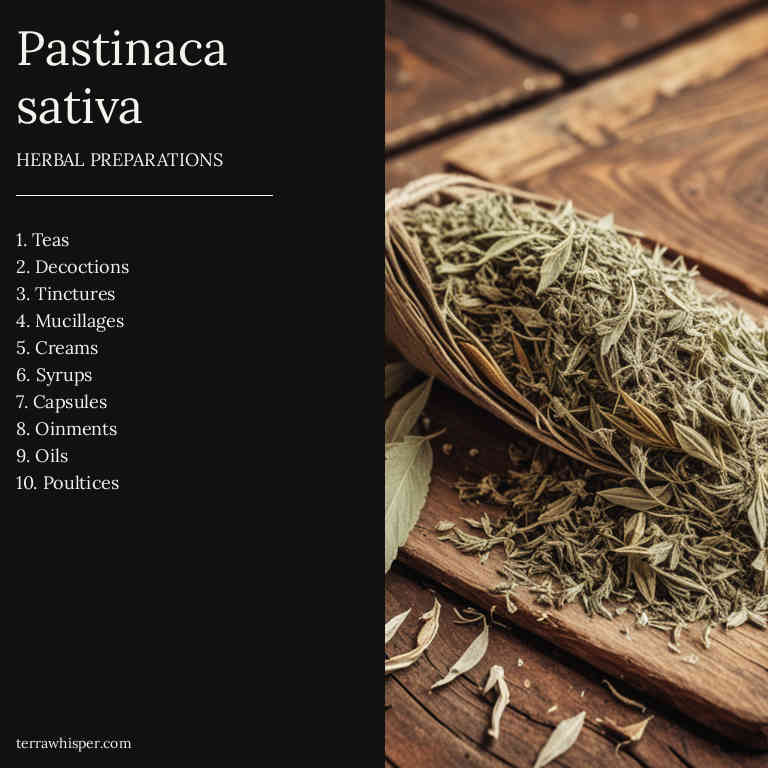 Pastinaca
sativa
HERBAL PREPARATIONS
1. Teas
2. Decoctions
3. Tinctures
4. Mucillages
5. Creams
6. Syrups
7. Capsules
8. Oinments
9. Oils
10. Poultices
terrawhisper.com